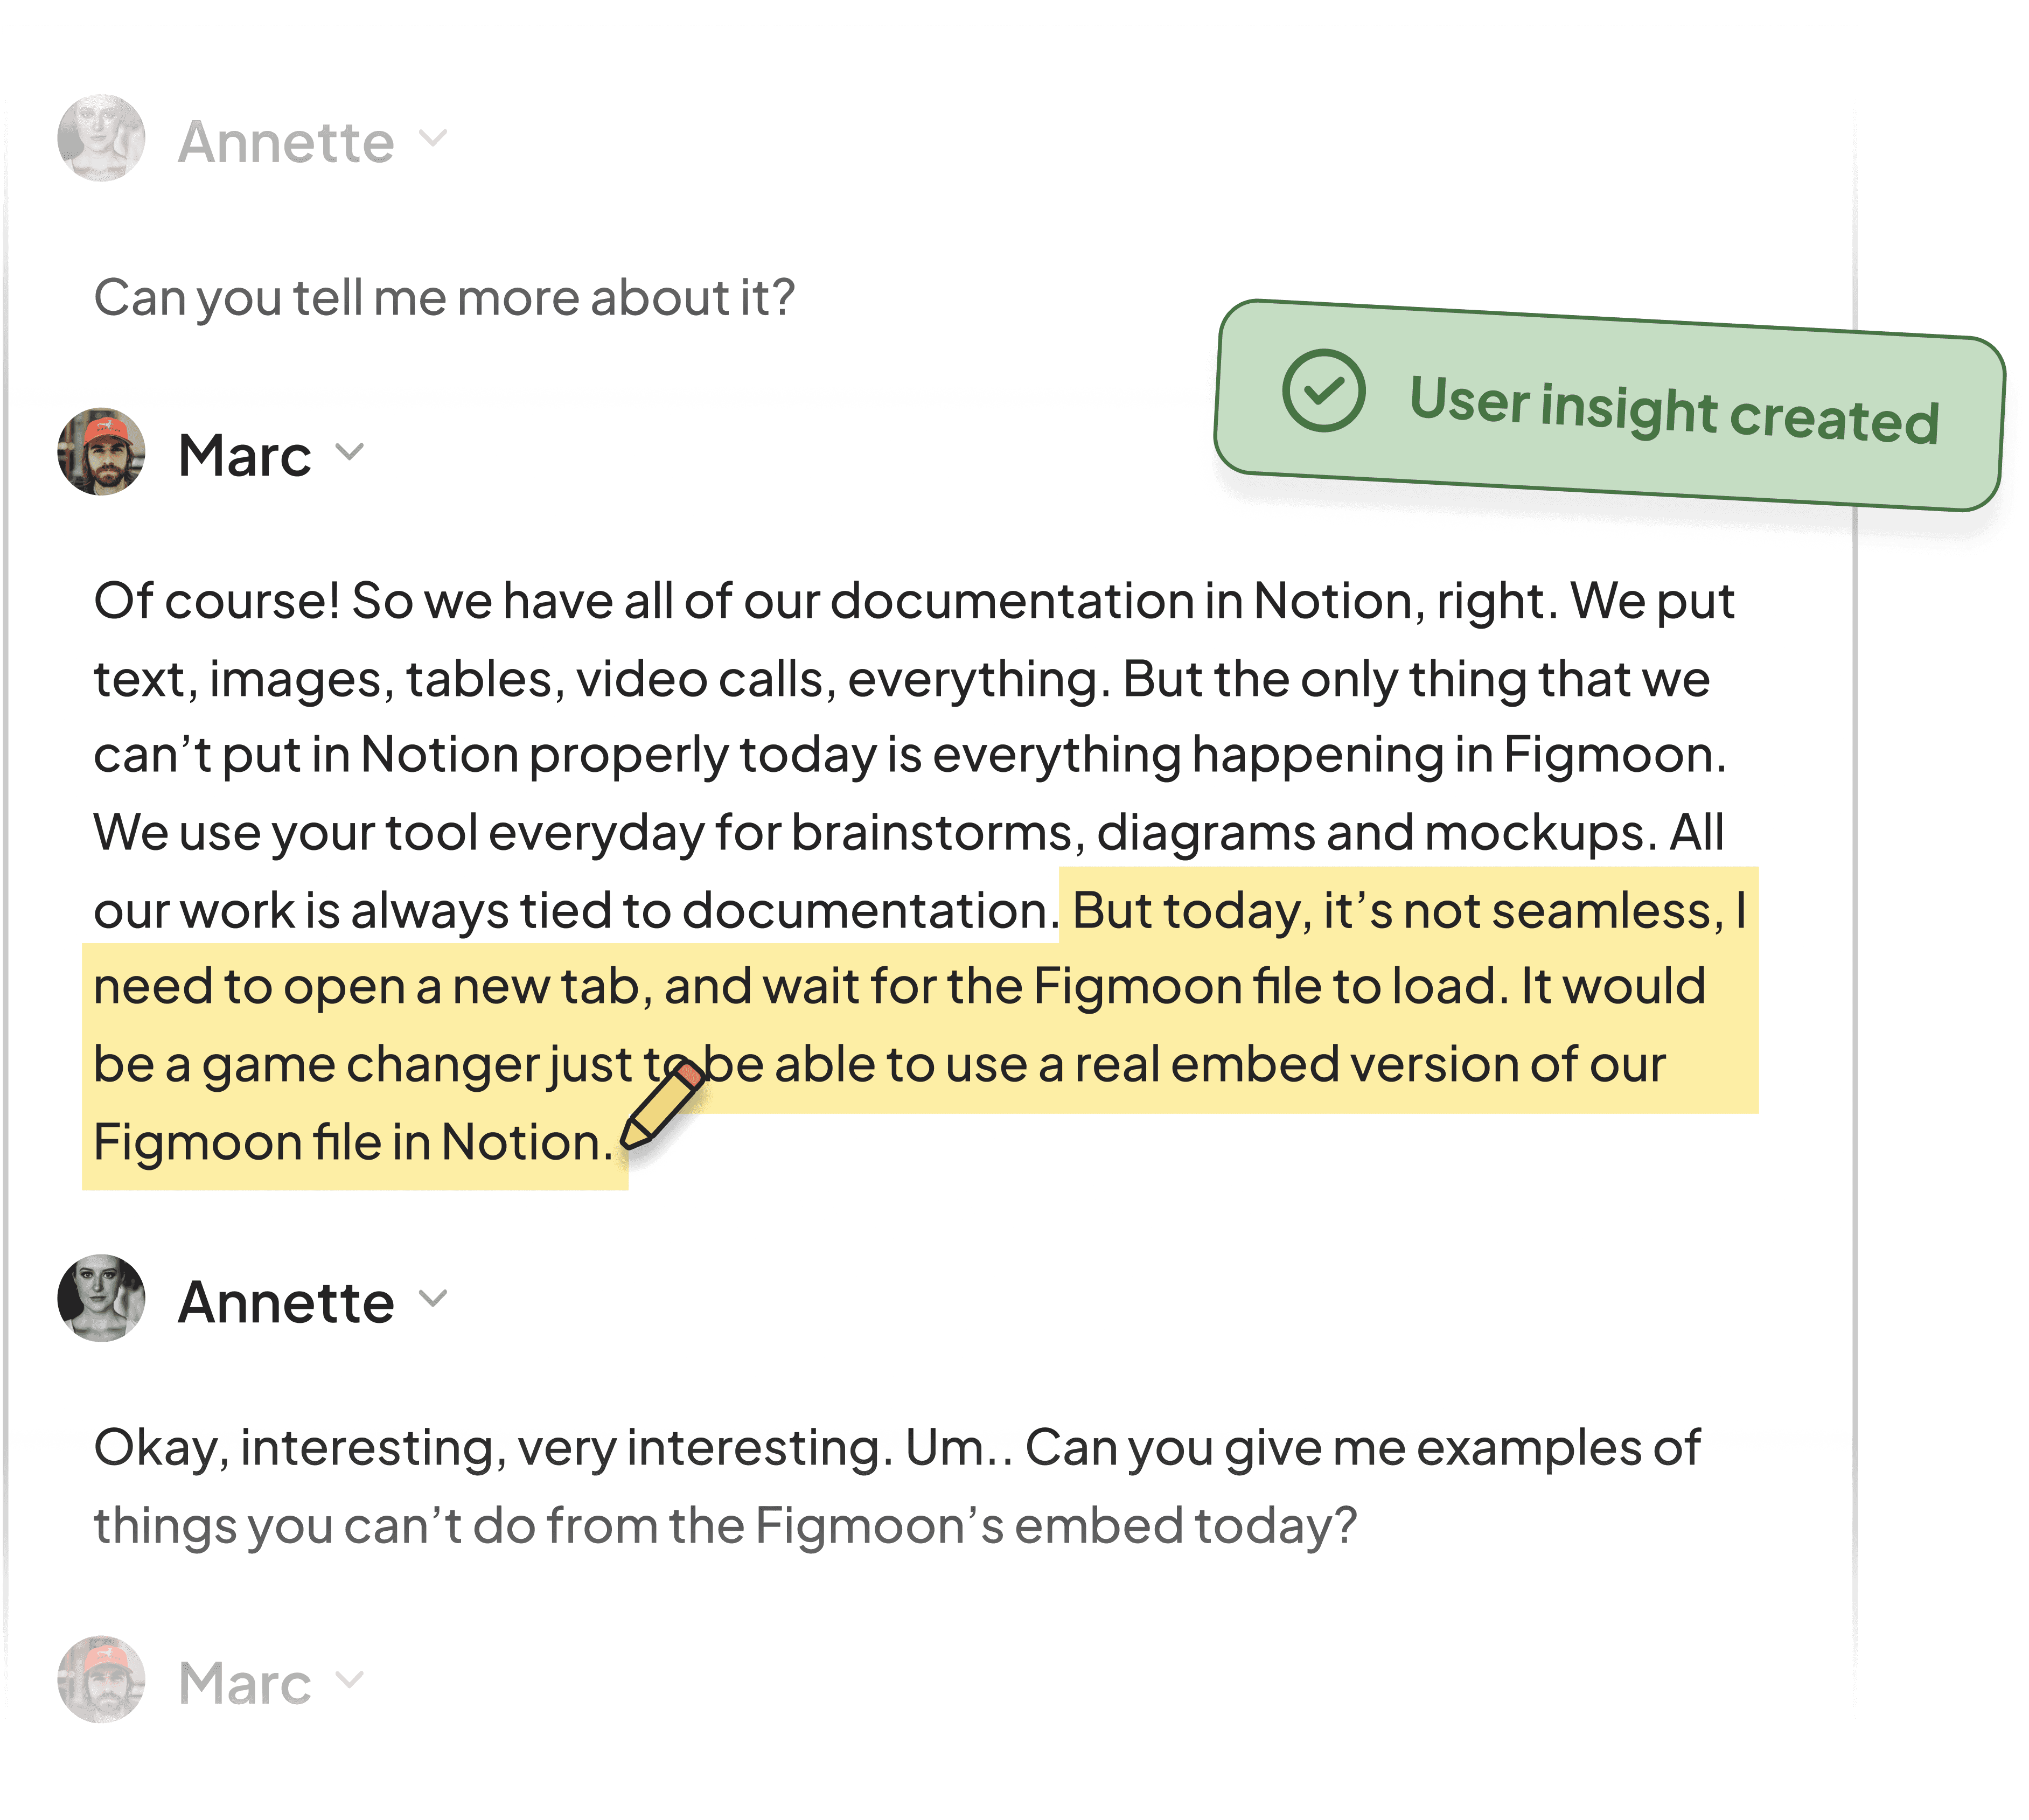 Annette
Can you tell me more about it?
User insight created
Marc
Of course! So we have all of our documentation in Notion, right. We put
text, images, tables, video calls, everything. But the only thing that we
can’t put in Notion properly today is everything happening in Figmoon.
We use your tool everyday for brainstorms, diagrams and mockups. All
our work is always tied to documentation. But today, it’s not seamless, I
need to open a new tab, and wait for the Figmoon file to load. It would
be a game changer just to be able to use a real embed version of our
Figmoon file in Notion.
Annette
Okay, interesting, very interesting. Um.. Can you give me examples of
things you can’t do from the Figmoon’s embed today?
Marc